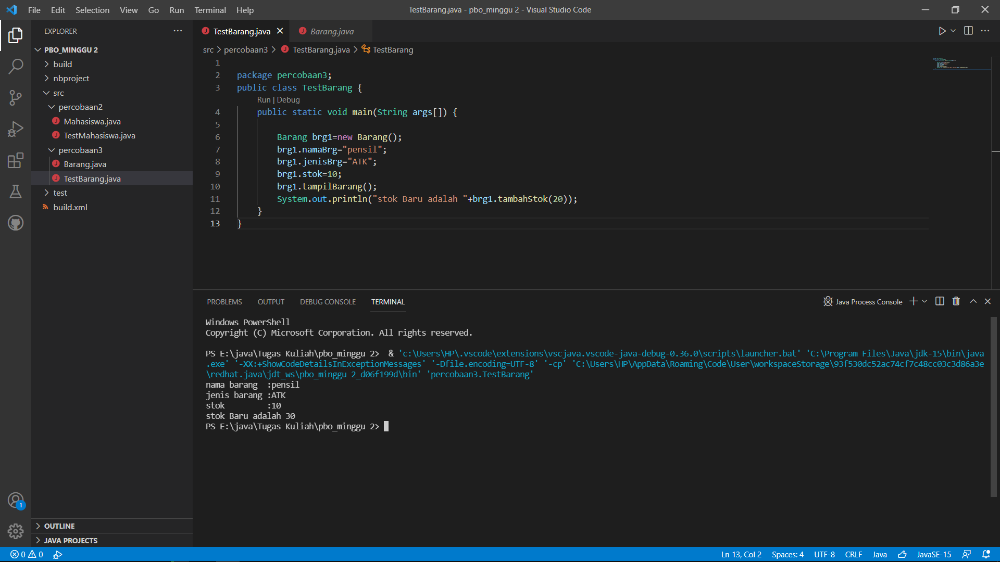 File Edit Selection View Go Run Terminal Help
TestBarang.java - pbo_minggu 2 - Visual Studio Code
EXPLORER
PBO_MINGGU 2
build
nbproject
src
percobaan2
Mahasiswa.java
TestMahasiswa.java
percobaan3
Barang.java
TestBarang.java
test
build.xml
OUTLINE
JAVA PROJECTS
TestBarang.java
Barang.java
src > percobaan3 > TestBarang.java > TestBarang
1
2 package percobaan3;
3 public class TestBarang {
Run | Debug
4 public static void main(String args[]) {
5
6 Barang brg1=new Barang();
7 brg1.namaBrg="pensil";
8 brg1.jenisBrg="ATK";
9 brg1.stok=10;
10 brg1.tampilBarang();
11 System.out.println("stok Baru adalah "+brg1.tambahStok(20));
12 }
13 }
PROBLEMS OUTPUT DEBUG CONSOLE TERMINAL
Java Process Console
Windows PowerShell
Copyright (C) Microsoft Corporation. All rights reserved.
PS E:\java\Tugas Kuliah\pbo_minggu 2>  & 'c:\Users\HP\.vscode\extensions\vscjava.vscode-java-debug-0.36.0\scripts\launcher.bat' 'C:\Program Files\Java\jdk-15\bin\java
.exe' '-XX:+ShowCodeDetailsInExceptionMessages' '-Dfile.encoding=UTF-8' '-cp' 'C:\Users\HP\AppData\Roaming\Code\User\workspaceStorage\93f530dc52ac74cf7c48cc03c3d86a3e
\redhat.java\jdt_ws\pbo_minggu 2_d06f199d\bin' 'percobaan3.TestBarang'
nama barang  :pensil
jenis barang :ATK
stok         :10
stok Baru adalah 30
PS E:\java\Tugas Kuliah\pbo_minggu 2>
1
0 0
Ln 13, Col 2 Spaces: 4 UTF-8 CRLF Java JavaSE-15